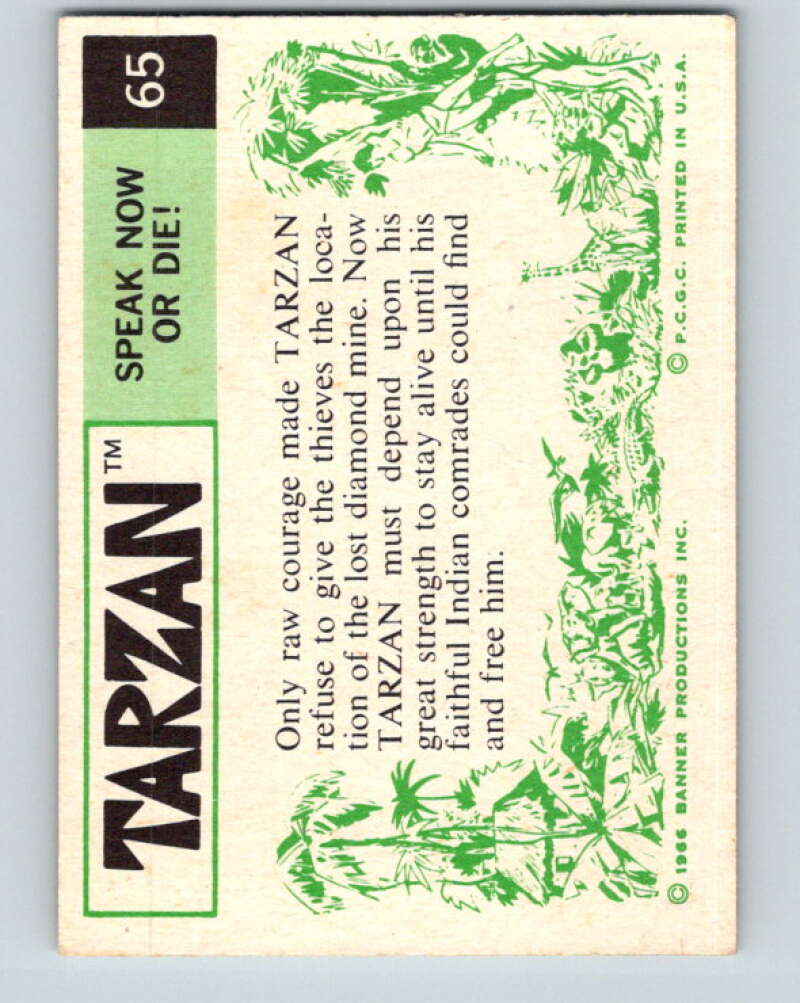 TARZAN™
SPEAK NOW
OR DIE!
65
Only raw courage made TARZAN
refuse to give the thieves the loca-
tion of the lost diamond mine. Now
TARZAN must depend upon his
great strength to stay alive until his
faithful Indian comrades could find
and free him.
© 1966 BANNER PRODUCTIONS INC.
© P.C.G.C. PRINTED IN U.S.A.